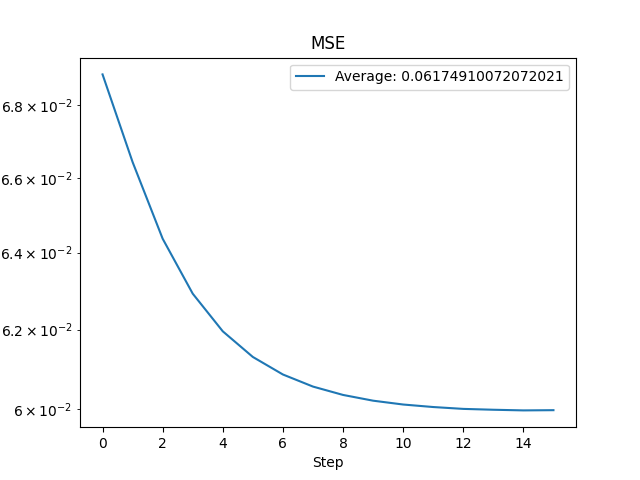 MSE
Average: 0.06174910072072021
6.8 × 10⁻²
6.6 × 10⁻²
6.4 × 10⁻²
6.2 × 10⁻²
6 × 10⁻²
0 2 4 6 8 10 12 14
Step